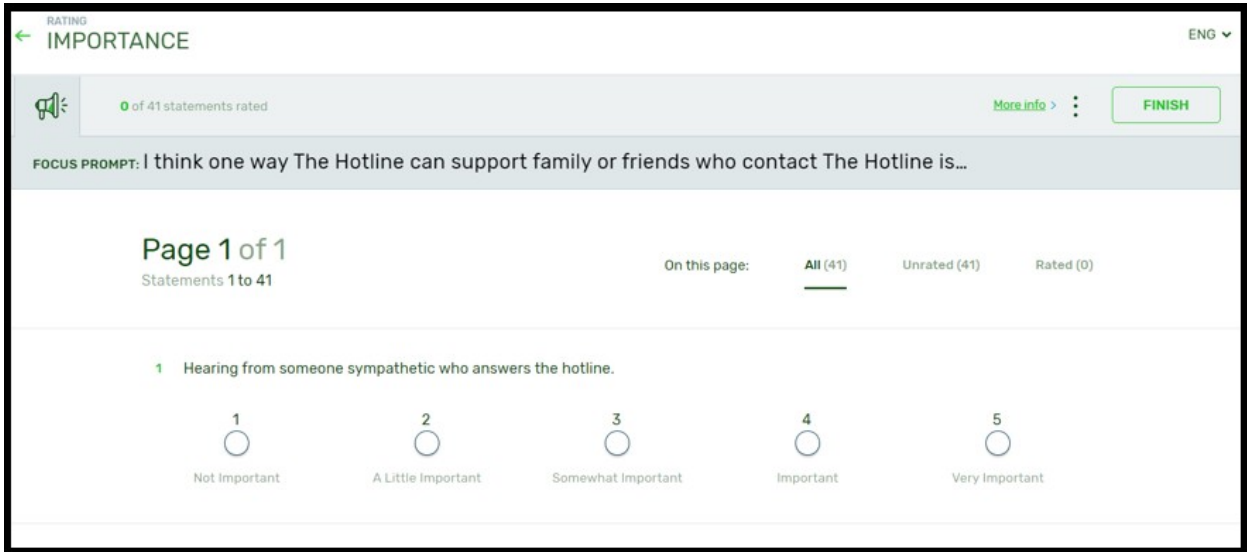 RATING
IMPORTANCE
ENG
0 of 41 statements rated
More info >
FINISH
FOCUS PROMPT: I think one way The Hotline can support family or friends who contact The Hotline is...
Page 1 of 1
Statements 1 to 41
On this page: All (41) Unrated (41) Rated (0)
1 Hearing from someone sympathetic who answers the hotline.
1 2 3 4 5
Not Important A Little Important Somewhat Important Important Very Important